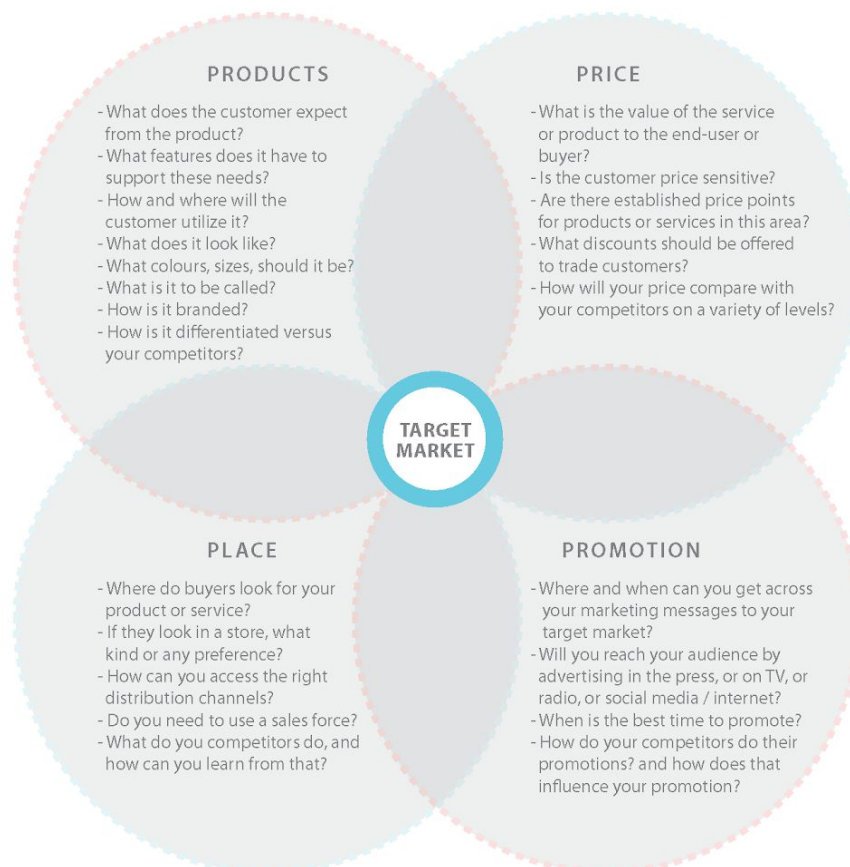 PRODUCTS
- What does the customer expect
from the product?
- What features does it have to
support these needs?
- How and where will the
customer utilize it?
- What does it look like?
- What colours, sizes, should it be?
- What is it to be called?
- How is it branded?
- How is it differentiated versus
your competitors?
PRICE
- What is the value of the service
or product to the end-user or
buyer?
- Is the customer price sensitive?
- Are there established price points
for products or services in this area?
- What discounts should be offered
to trade customers?
- How will your price compare with
your competitors on a variety of levels?
TARGET
MARKET
PLACE
- Where do buyers look for your
product or service?
- If they look in a store, what
kind or any preference?
- How can you access the right
distribution channels?
- Do you need to use a sales force?
- What do you competitors do, and
how can you learn from that?
PROMOTION
- Where and when can you get across
your marketing messages to your
target market?
- Will you reach your audience by
advertising in the press, or on TV, or
radio, or social media / internet?
- When is the best time to promote?
- How do your competitors do their
promotions? and how does that
influence your promotion?